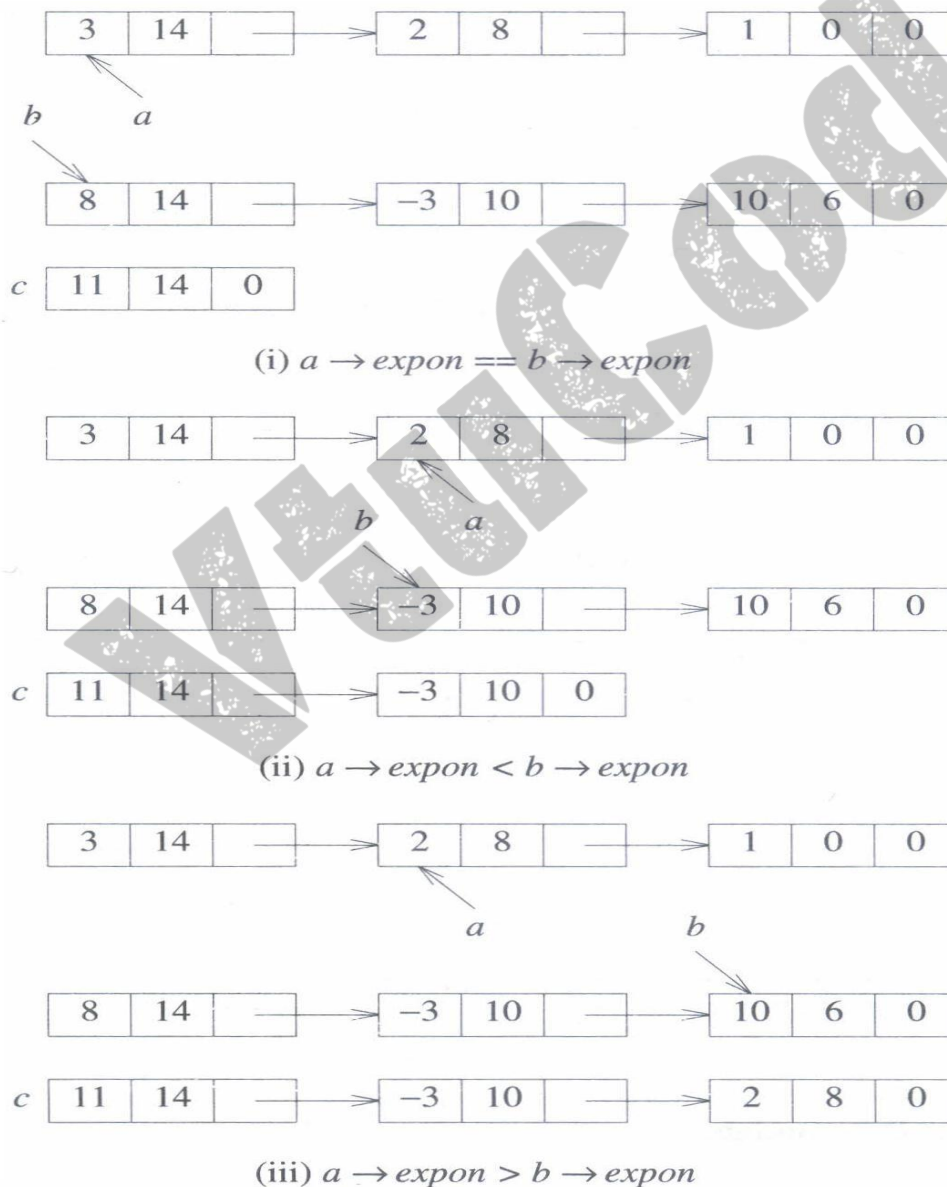 3 14 2 8 1 0 0
b a
8 14 −3 10 10 6 0
c 11 14 0
(i) a → expon == b → expon
3 14 2 8 1 0 0
b a
8 14 −3 10 10 6 0
c 11 14 −3 10 0
(ii) a → expon < b → expon
3 14 2 8 1 0 0
a b
8 14 −3 10 10 6 0
c 11 14 −3 10 2 8 0
(iii) a → expon > b → expon
VtuCod